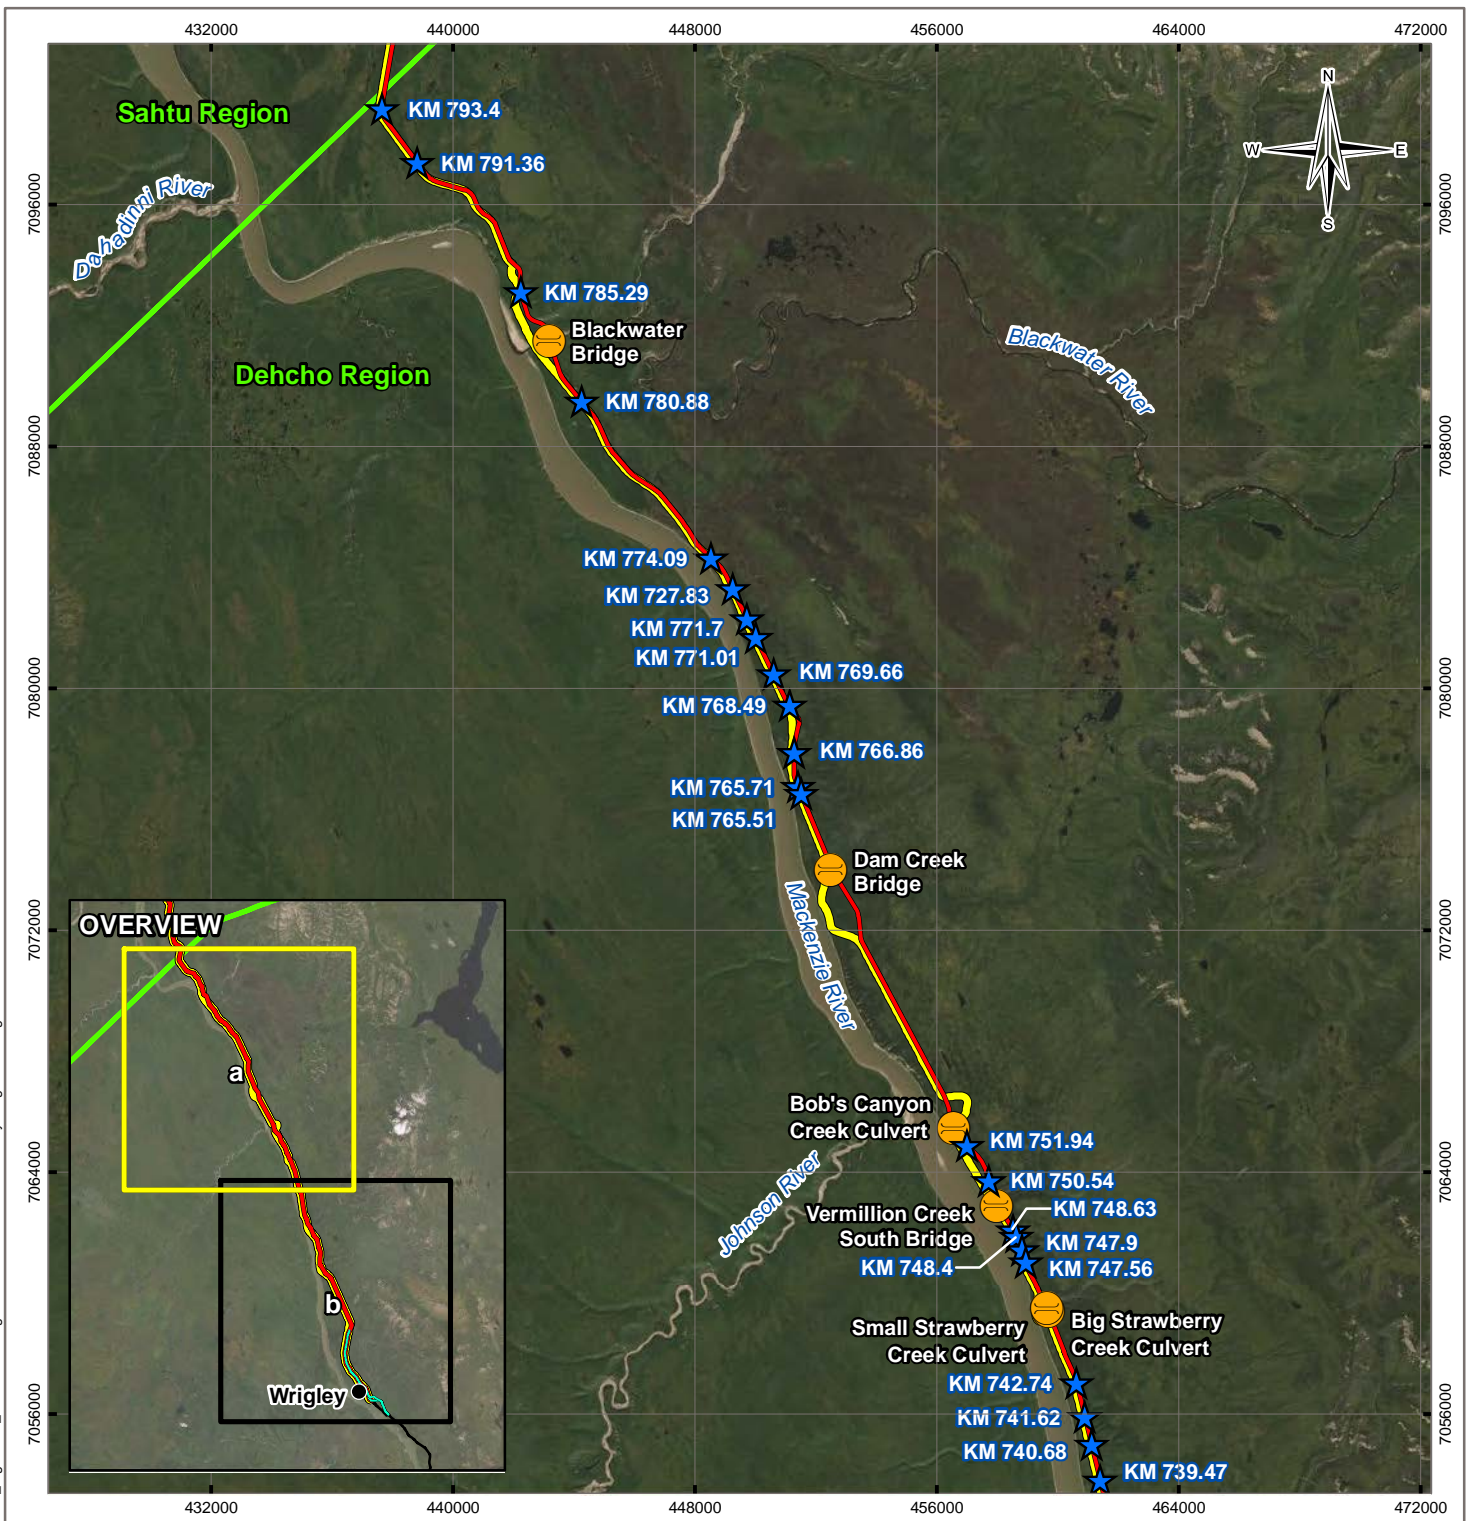 432000
440000
448000
456000
464000
472000
N
W
E
S
Sahtu Region
KM 793.4
KM 791.36
Dahadinni River
7096000
7096000
KM 785.29
Blackwater
Bridge
Blackwater River
Dehcho Region
KM 780.88
7088000
7088000
KM 774.09
KM 727.83
KM 771.7
KM 771.01
KM 769.66
7080000
7080000
KM 768.49
KM 766.86
KM 765.71
KM 765.51
Dam Creek
Bridge
Mackenzie River
7072000
7072000
OVERVIEW
a
b
Wrigley
Bob's Canyon
Creek Culvert
KM 751.94
7064000
7064000
KM 750.54
Johnson River
Vermillion Creek
South Bridge
KM 748.63
KM 747.9
KM 748.4
KM 747.56
Small Strawberry
Creek Culvert
Big Strawberry
Creek Culvert
KM 742.74
KM 741.62
7056000
7056000
KM 740.68
KM 739.47
432000
440000
448000
456000
464000
472000